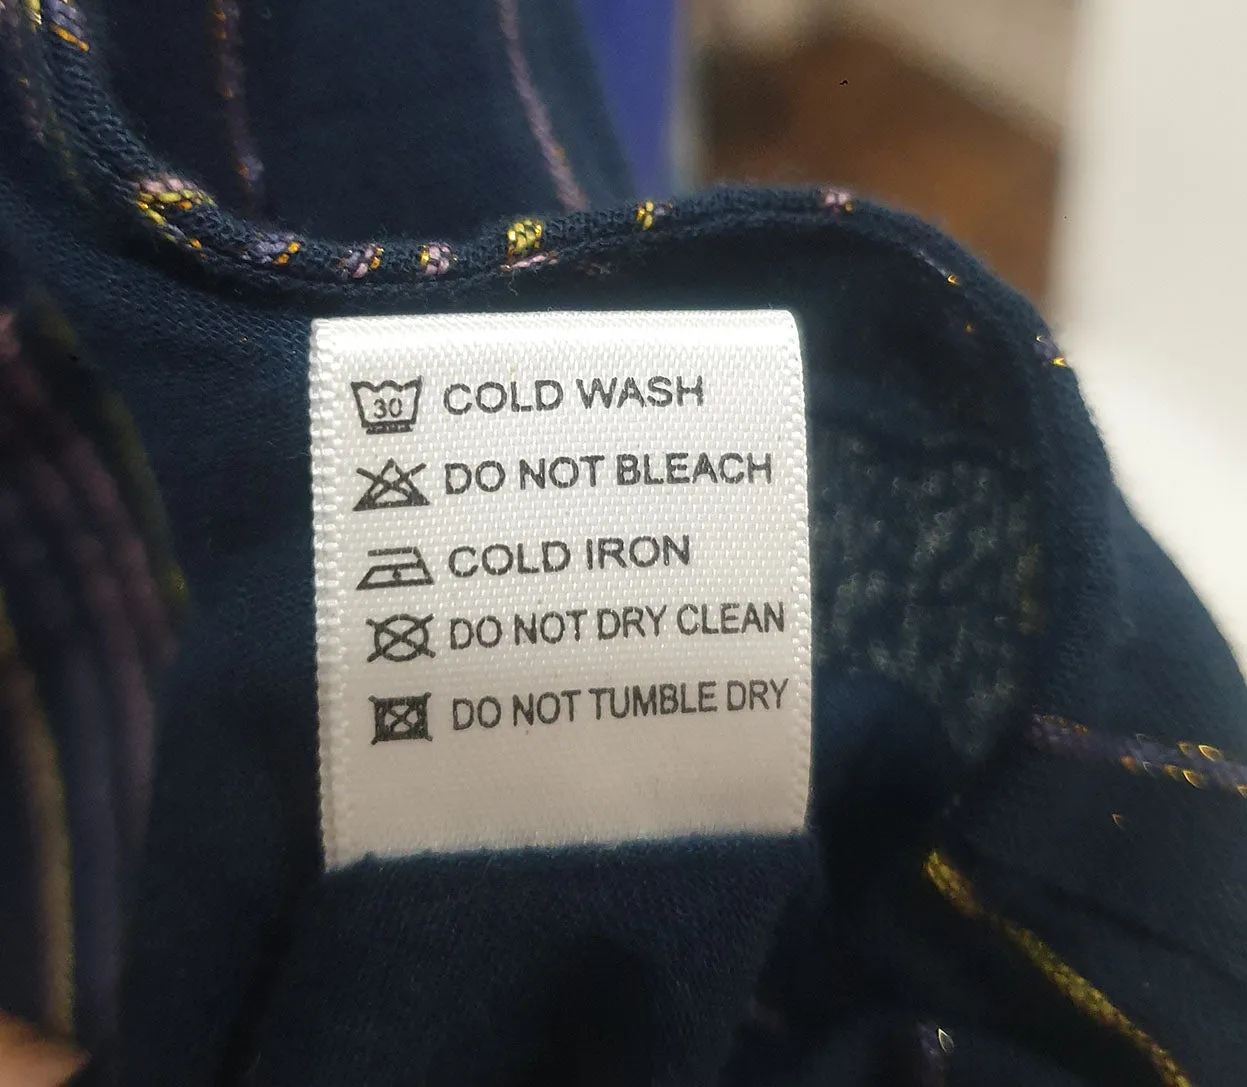 30 COLD WASH
DO NOT BLEACH
COLD IRON
DO NOT DRY CLEAN
DO NOT TUMBLE DRY